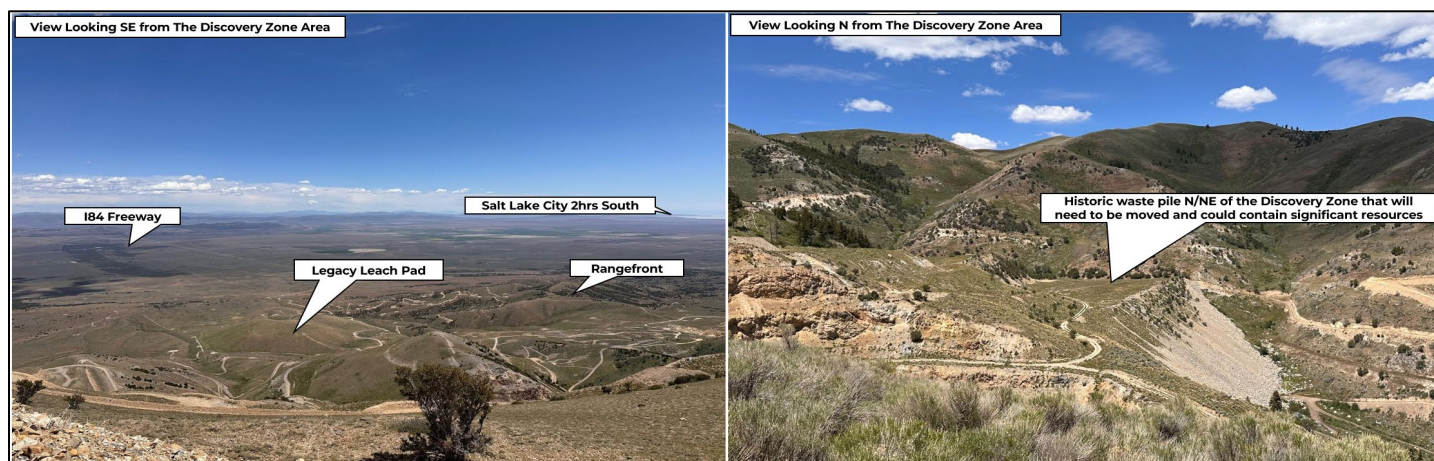 View Looking SE from The Discovery Zone Area
I84 Freeway
Salt Lake City 2hrs South
Legacy Leach Pad
Rangefront
View Looking N from The Discovery Zone Area
Historic waste pile N/NE of the Discovery Zone that will
need to be moved and could contain significant resources